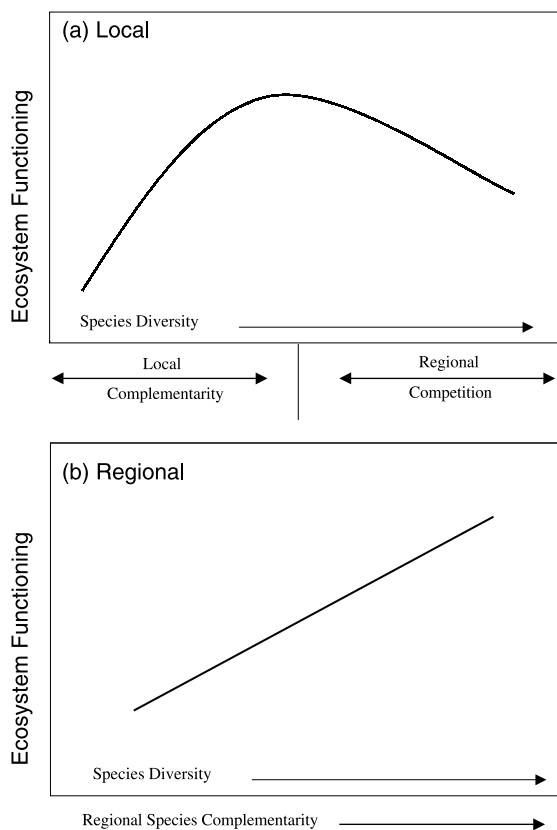 (a) Local
Ecosystem Functioning
Species Diversity
Local
Complementarity
Regional
Competition
(b) Regional
Ecosystem Functioning
Species Diversity
Regional Species Complementarity